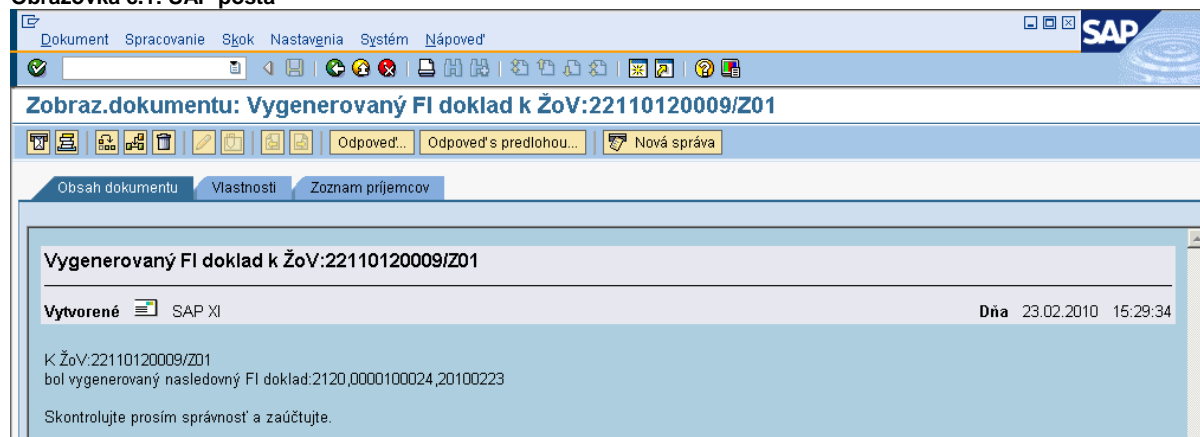 Obrazovka č.1: SAP pošta
Dokument Spracovanie Skok Nastavenia Systém Nápoveď
SAP
Zobraz.dokumentu: Vygenerovaný FI doklad k ŽoV:22110120009/Z01
Odpoveď... Odpoveď s predlohou... Nová správa
Obsah dokumentu Vlastnosti Zoznam príjemcov
Vygenerovaný FI doklad k ŽoV:22110120009/Z01
Vytvorené SAP XI Dňa 23.02.2010 15:29:34
K ŽoV:22110120009/Z01
bol vygenerovaný nasledovný FI doklad:2120,0000100024,20100223
Skontrolujte prosím správnosť a zaúčtujte.